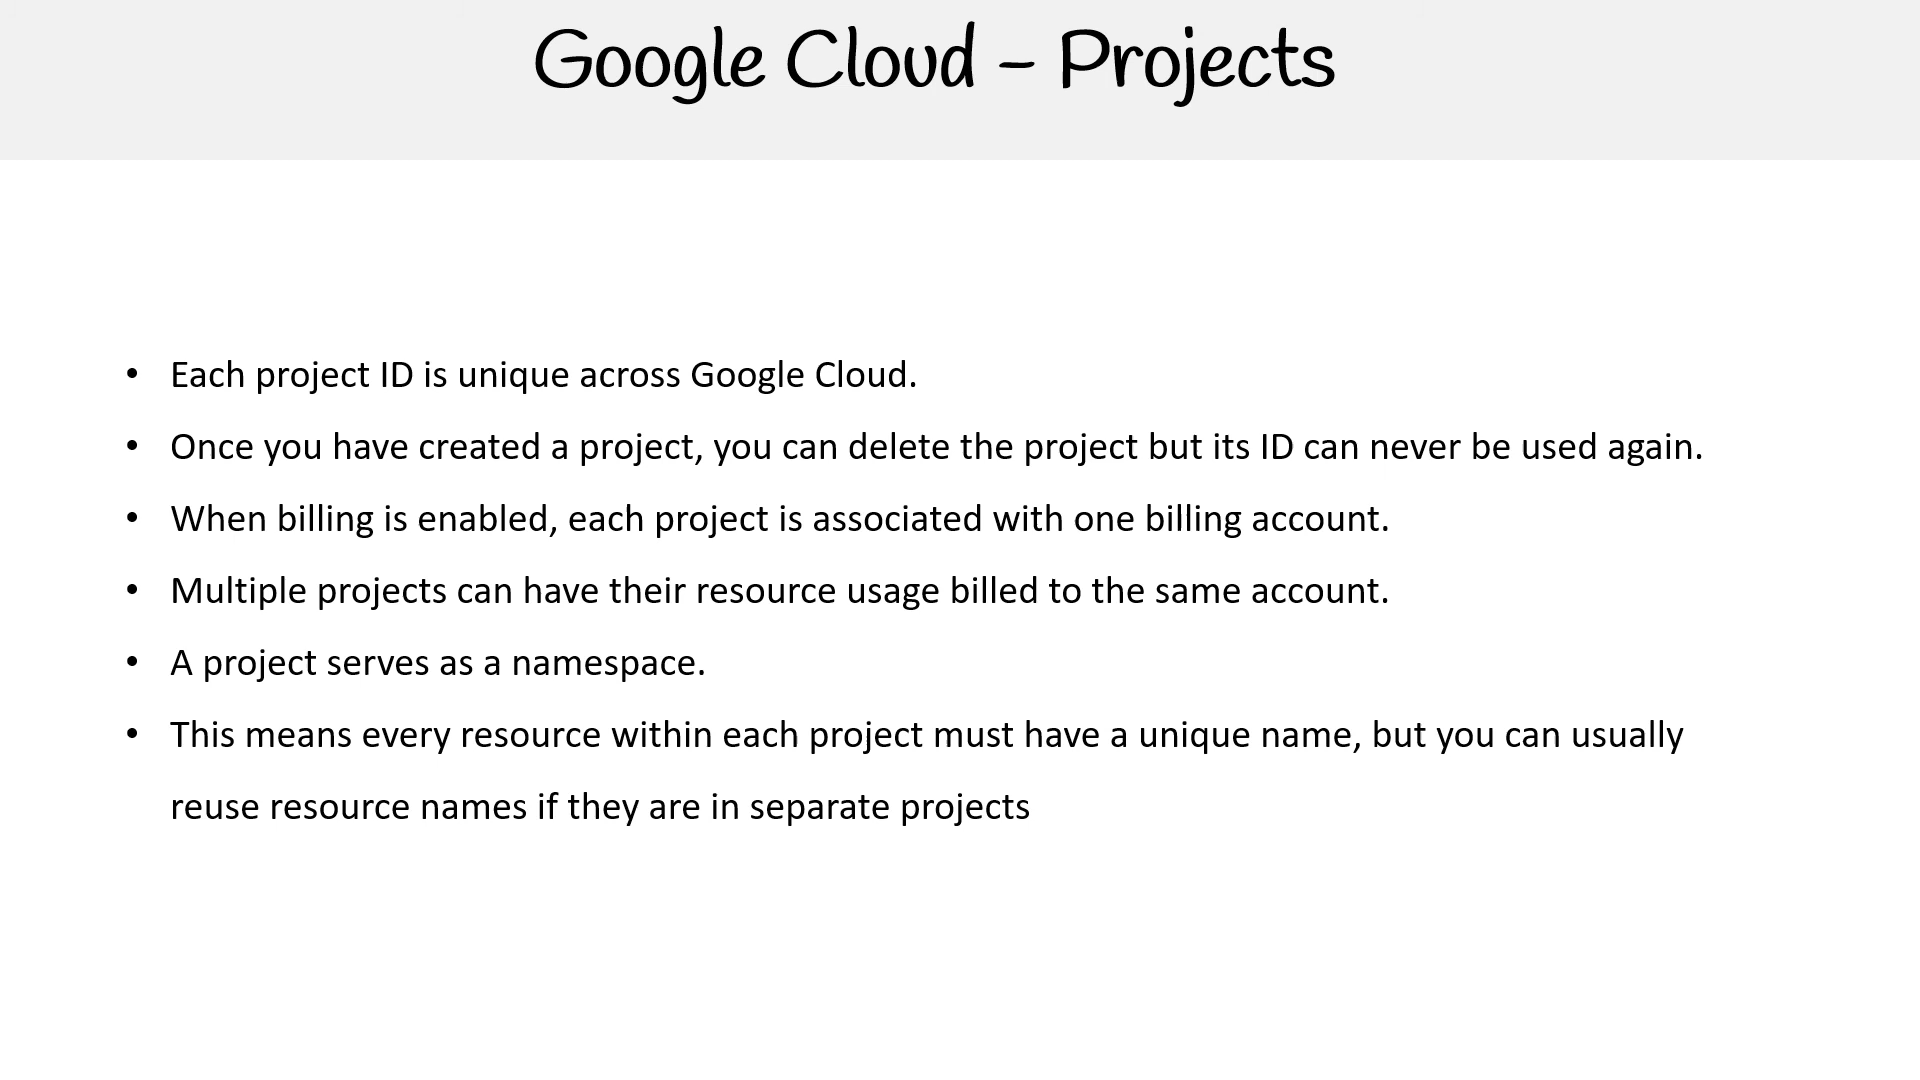 Google Cloud – Projects
• Each project ID is unique across Google Cloud.
• Once you have created a project, you can delete the project but its ID can never be used again.
• When billing is enabled, each project is associated with one billing account.
• Multiple projects can have their resource usage billed to the same account.
• A project serves as a namespace.
• This means every resource within each project must have a unique name, but you can usually
reuse resource names if they are in separate projects